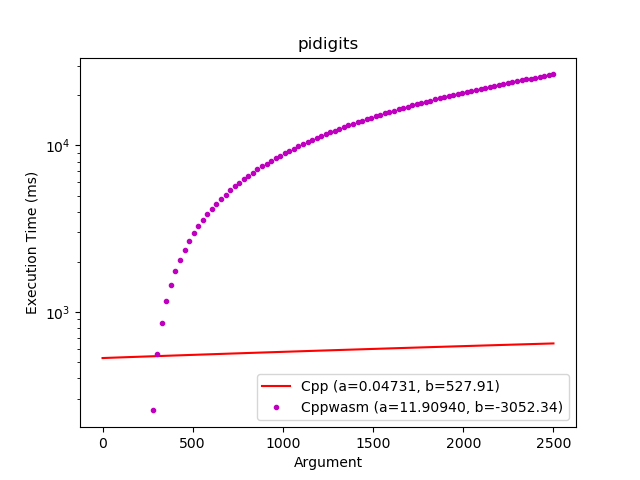 pidigits
Execution Time (ms)
10^4
10^3
0
500
1000
1500
2000
2500
Argument
Cpp (a=0.04731, b=527.91)
Cppwasm (a=11.90940, b=-3052.34)